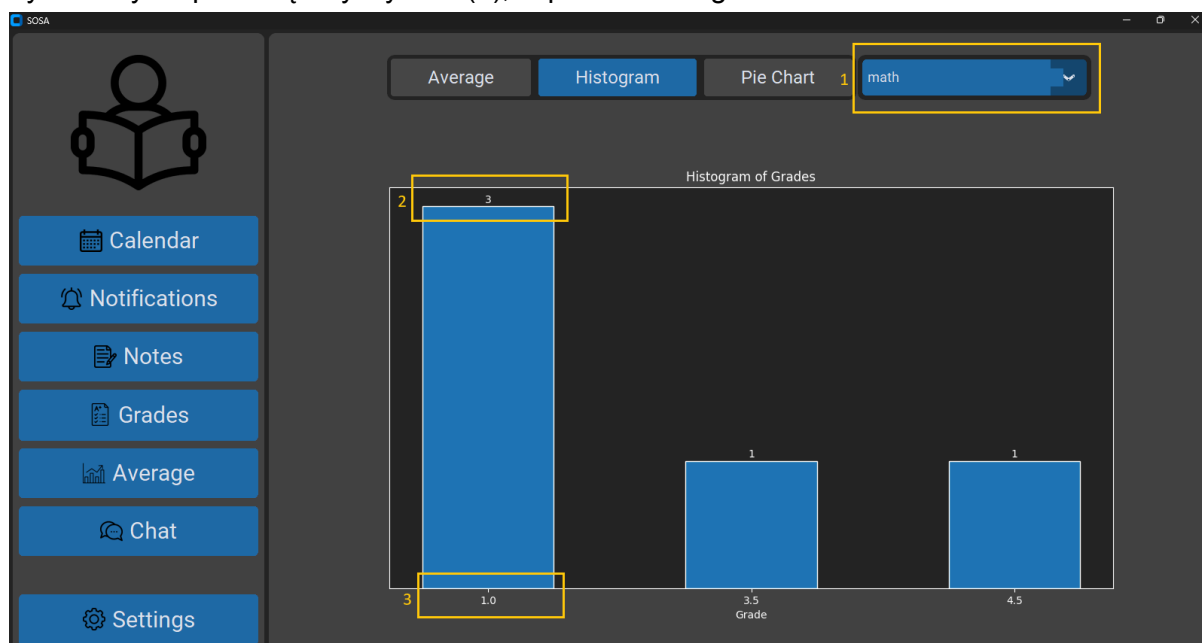 SOSA
Average
Histogram
Pie Chart
1
math
Histogram of Grades
2
3
Calendar
Notifications
Notes
Grades
1
1
Average
Chat
3
1.0
3.5
4.5
Grade
Settings